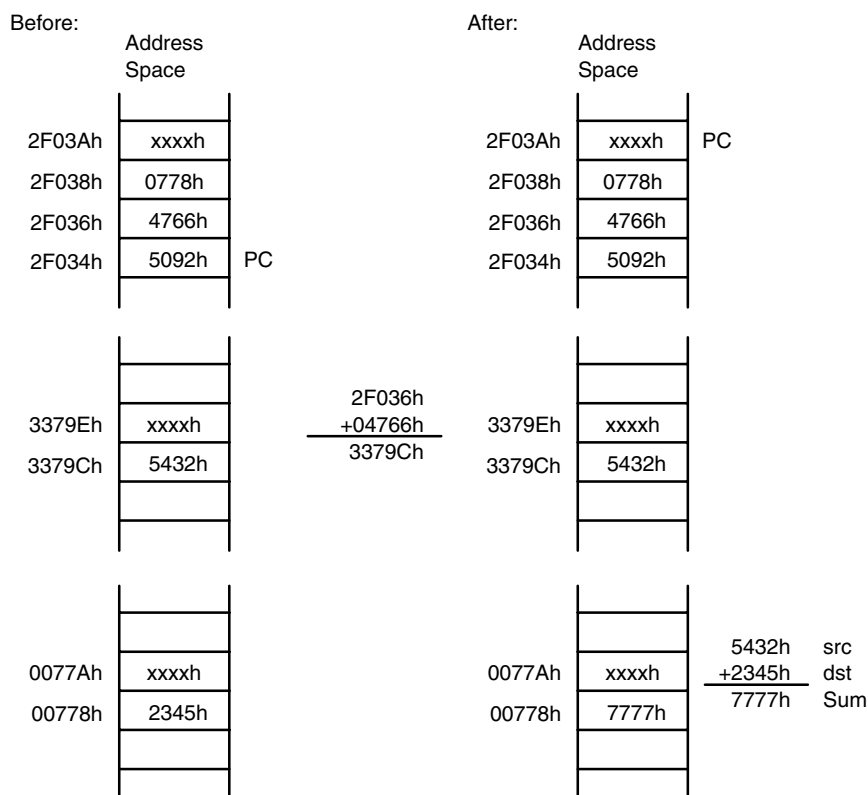 Before:
Address
Space
2F03Ah xxxxh
2F038h 0778h
2F036h 4766h
2F034h 5092h PC
3379Eh xxxxh
3379Ch 5432h
0077Ah xxxxh
00778h 2345h
2F036h
+04766h
3379Ch
After:
Address
Space
2F03Ah xxxxh PC
2F038h 0778h
2F036h 4766h
2F034h 5092h
3379Eh xxxxh
3379Ch 5432h
0077Ah xxxxh
00778h 7777h
5432h src
+2345h dst
7777h Sum